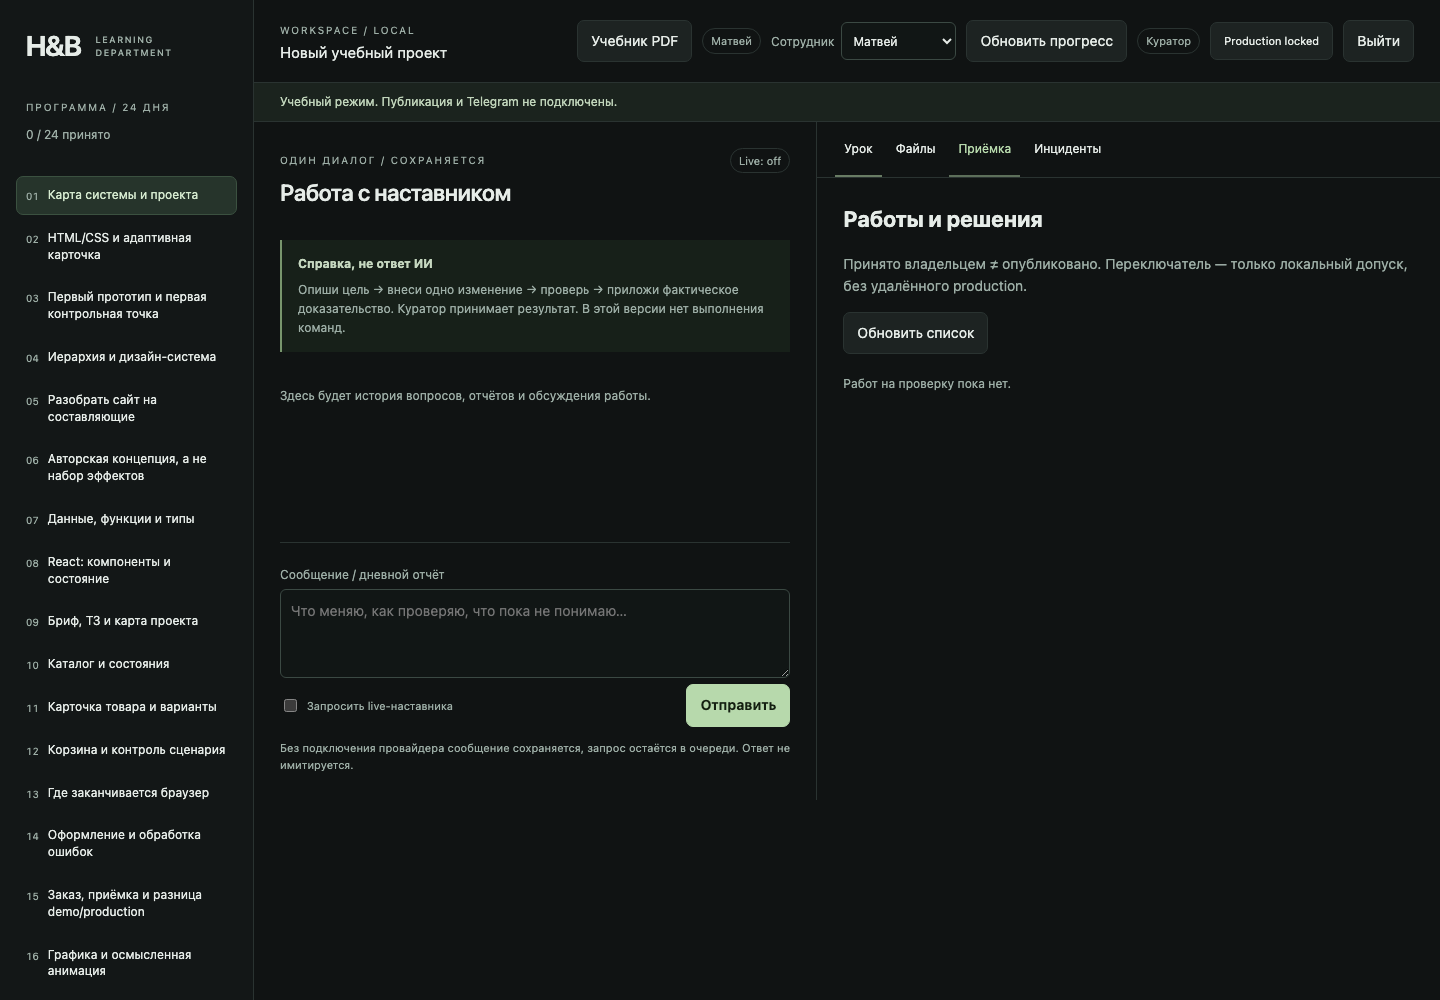 H&B
LEARNING
DEPARTMENT
ПРОГРАММА / 24 ДНЯ
0 / 24 принято
01 Карта системы и проекта
02 HTML/CSS и адаптивная
карточка
03 Первый прототип и первая
контрольная точка
04 Иерархия и дизайн-система
05 Разобрать сайт на
составляющие
06 Авторская концепция, а не
набор эффектов
07 Данные, функции и типы
08 React: компоненты и
состояние
09 Бриф, ТЗ и карта проекта
10 Каталог и состояния
11 Карточка товара и варианты
12 Корзина и контроль сценария
13 Где заканчивается браузер
14 Оформление и обработка
ошибок
15 Заказ, приёмка и разница
demo/production
16 Графика и осмысленная
анимация
WORKSPACE / LOCAL
Новый учебный проект
Учебник PDF
Матвей
Сотрудник
Матвей
Обновить прогресс
Куратор
Production locked
Выйти
Учебный режим. Публикация и Telegram не подключены.
ОДИН ДИАЛОГ / СОХРАНЯЕТСЯ
Live: off
Работа с наставником
Справка, не ответ ИИ
Опиши цель → внеси одно изменение → проверь → приложи фактическое
доказательство. Куратор принимает результат. В этой версии нет выполнения
команд.
Здесь будет история вопросов, отчётов и обсуждения работы.
Сообщение / дневной отчёт
Что меняю, как проверяю, что пока не понимаю…
Запросить live-наставника
Отправить
Без подключения провайдера сообщение сохраняется, запрос остаётся в очереди. Ответ не
имитируется.
Урок
Файлы
Приёмка
Инциденты
Работы и решения
Принято владельцем ≠ опубликовано. Переключатель — только локальный допуск,
без удалённого production.
Обновить список
Работ на проверку пока нет.